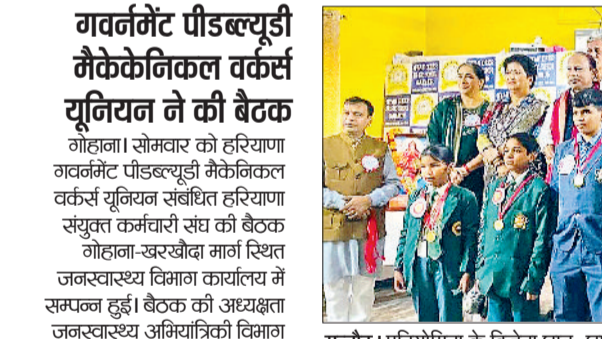 गवर्नमेंट पीडब्ल्यूडी
मैकेकेनिकल वर्कर्स
यूनियन ने की बैठक
गोहाना। सोमवार को हरियाणा
गवर्नमेंट पीडब्ल्यूडी मैकेनिकल
वर्कर्स यूनियन संबधित हरियाणा
संयुक्त कर्मचारी संघ की बैठक
गोहाना-खरखौदा मार्ग स्थित
जनस्वास्थ्य विभाग कार्यालय में
सम्पन्न हुई। बैठक की अध्यक्षता
जनस्वास्थ्य अभियांत्रिकी विभाग